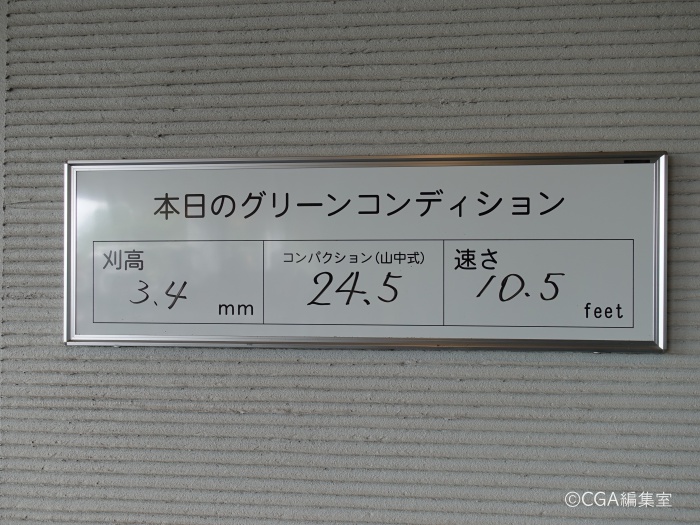 本日のグリーンコンディション
刈高 コンパクション(山中式) 速さ
3.4 mm 24.5 10.5 feet
©CGA編集室